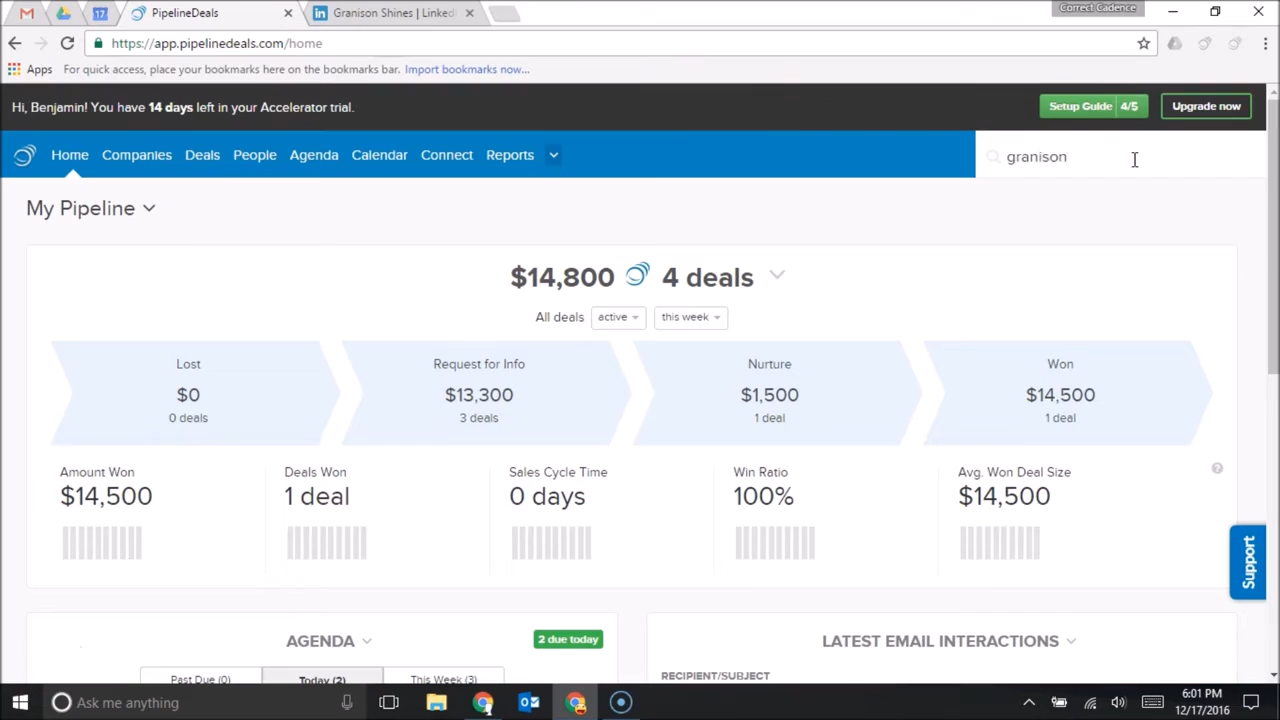 PipelineDeals
Granison Shines | LinkedI
Correct Cadence
https://app.pipelinedeals.com/home
Apps For quick access, place your bookmarks here on the bookmarks bar. Import bookmarks now...
Hi, Benjamin! You have 14 days left in your Accelerator trial.
Setup Guide 4/5
Upgrade now
Home Companies Deals People Agenda Calendar Connect Reports
granison
My Pipeline
$14,800 4 deals
All deals active this week
Lost
$0
0 deals
Request for Info
$13,300
3 deals
Nurture
$1,500
1 deal
Won
$14,500
1 deal
Amount Won
$14,500
Deals Won
1 deal
Sales Cycle Time
0 days
Win Ratio
100%
Avg. Won Deal Size
$14,500
?
Support
AGENDA
2 due today
Past Due (0) Today (2) This Week (3)
LATEST EMAIL INTERACTIONS
RECIPIENT/SUBJECT
Ask me anything
6:01 PM
12/17/2016